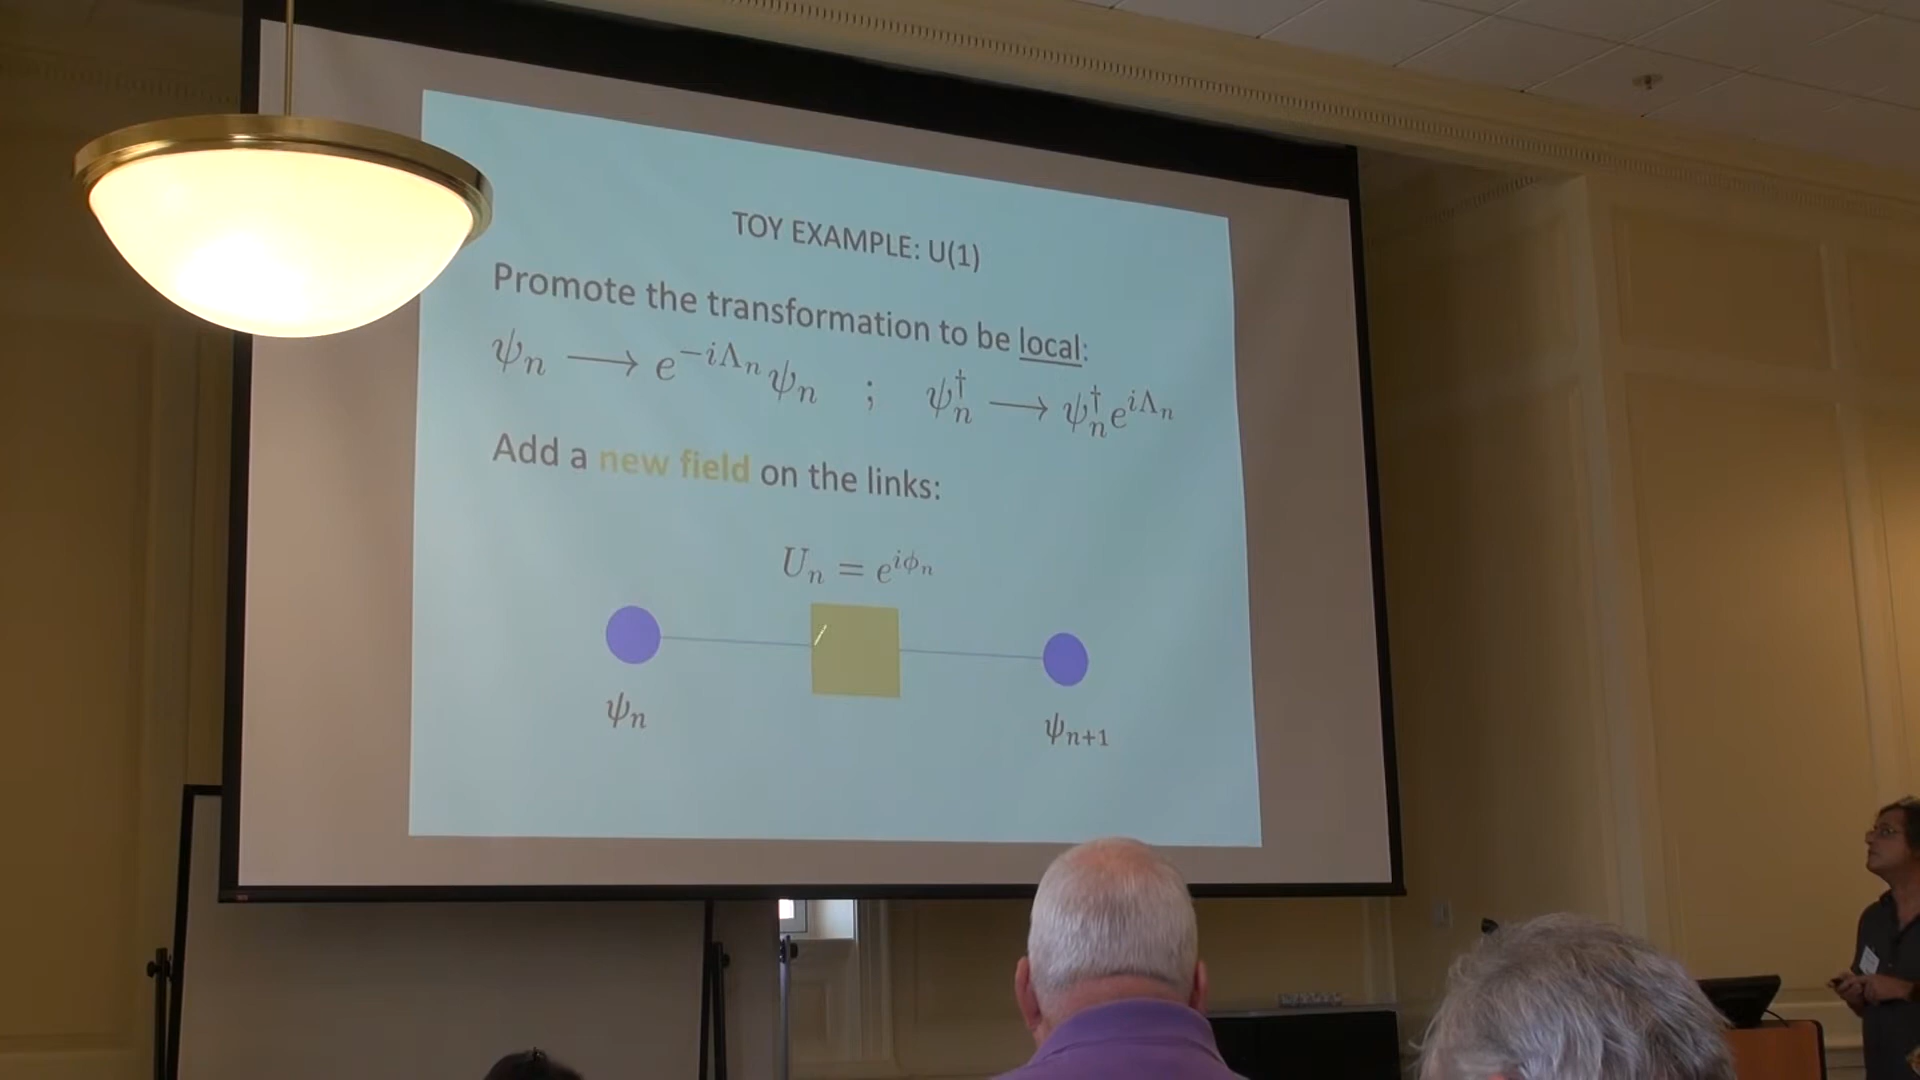 TOY EXAMPLE: U(1)
Promote the transformation to be local:
ψₙ ⟶ e^{-iΛₙ} ψₙ ; ψₙ† ⟶ ψₙ† e^{iΛₙ}
Add a new field on the links:
Uₙ = e^{iϕₙ}
ψₙ
ψₙ₊₁